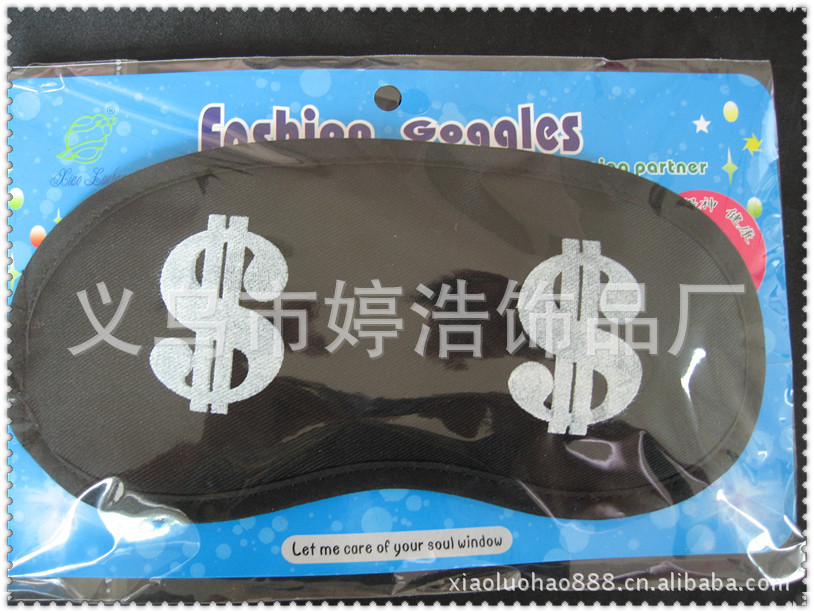 Fashion Goggles
partner
$ $
义乌市婷浩饰品厂
Let me care of your soul window
xiaoluohao888.cn.alibaba.com